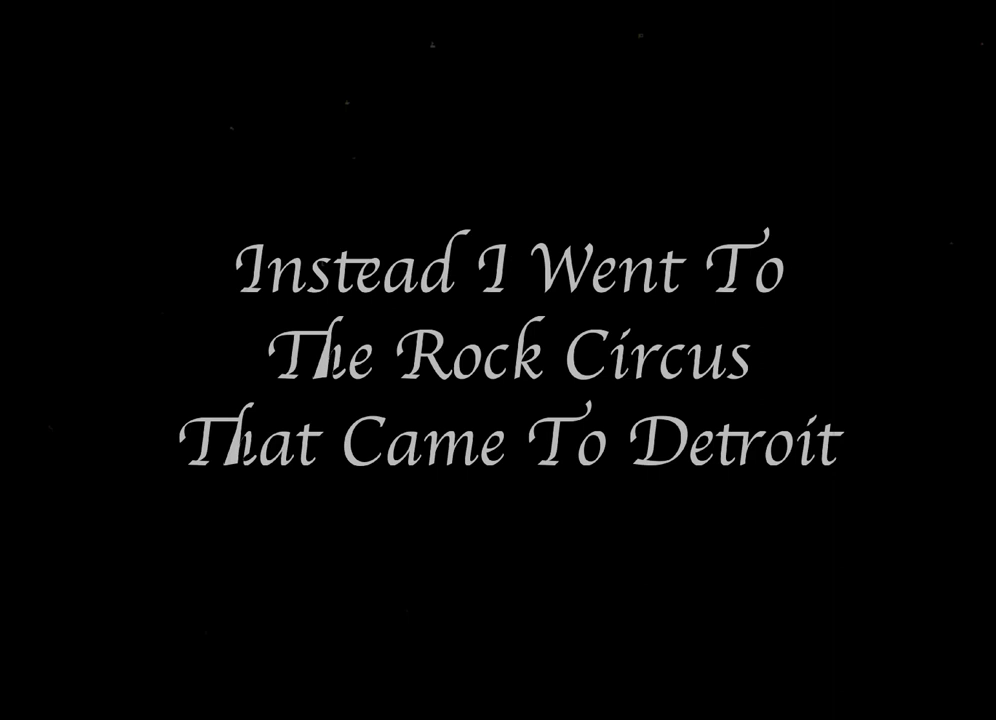 Instead I Went To
The Rock Circus
That Came To Detroit